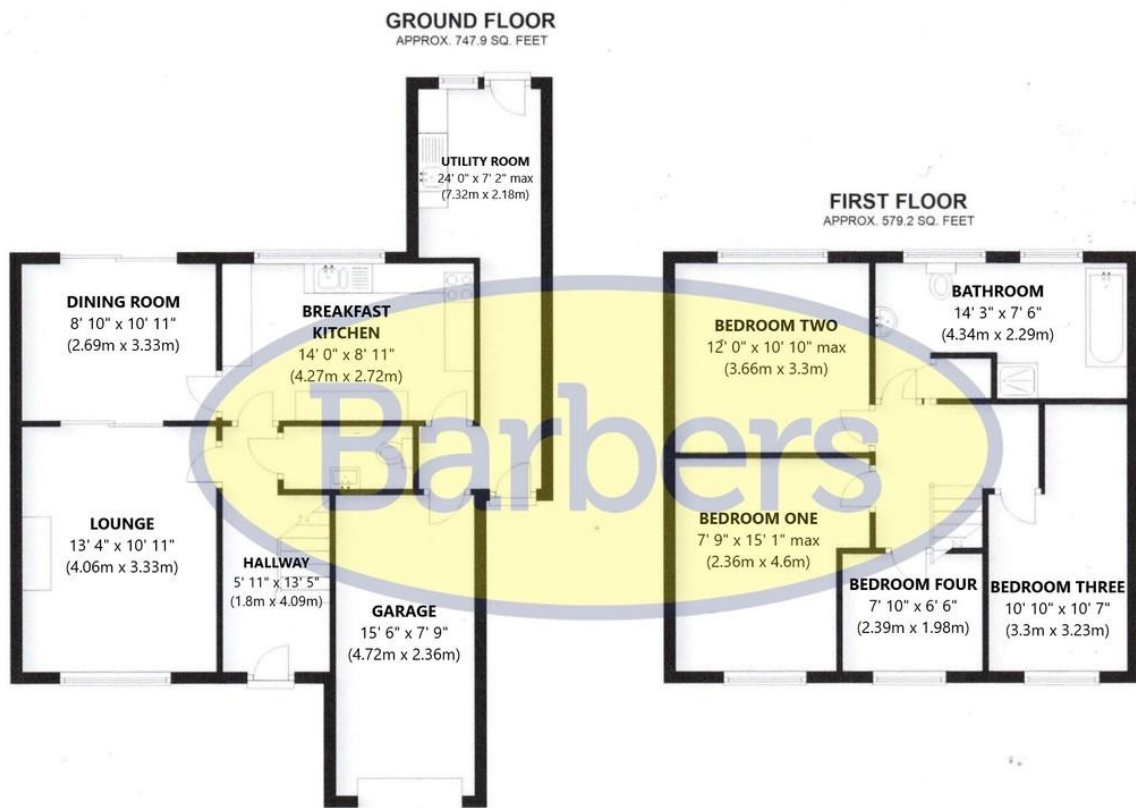 GROUND FLOOR
APPROX. 747.9 SQ. FEET
UTILITY ROOM
24' 0" x 7' 2" max
(7.32m x 2.18m)
DINING ROOM
8' 10" x 10' 11"
(2.69m x 3.33m)
BREAKFAST
KITCHEN
14' 0" x 8' 11"
(4.27m x 2.72m)
LOUNGE
13' 4" x 10' 11"
(4.06m x 3.33m)
HALLWAY
5' 11" x 13' 5"
(1.8m x 4.09m)
GARAGE
15' 6" x 7' 9"
(4.72m x 2.36m)
Barbers
FIRST FLOOR
APPROX. 579.2 SQ. FEET
BEDROOM TWO
12' 0" x 10' 10" max
(3.66m x 3.3m)
BATHROOM
14' 3" x 7' 6"
(4.34m x 2.29m)
BEDROOM ONE
7' 9" x 15' 1" max
(2.36m x 4.6m)
BEDROOM FOUR
7' 10" x 6' 6"
(2.39m x 1.98m)
BEDROOM THREE
10' 10" x 10' 7"
(3.3m x 3.23m)